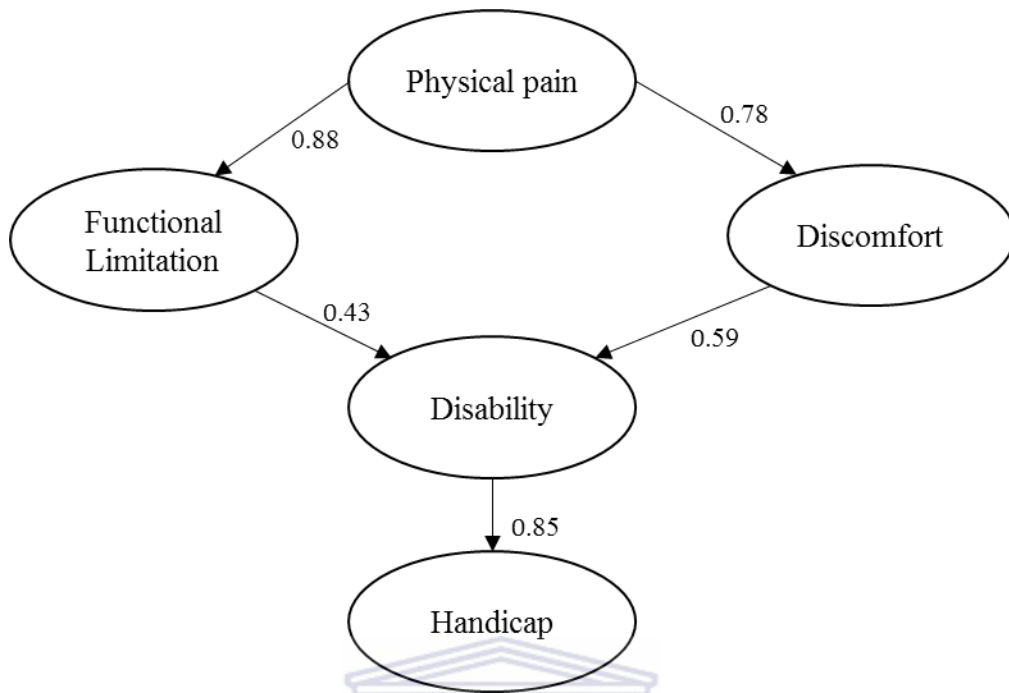 Physical pain
0.88
0.78
Functional
Limitation
Discomfort
0.43
0.59
Disability
0.85
Handicap